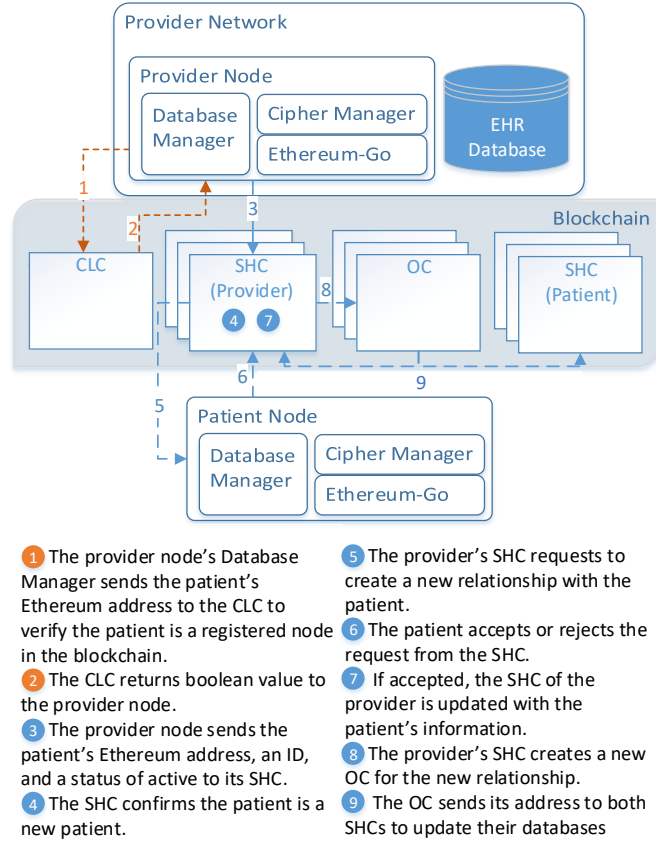 Provider Network
Provider Node
Database
Manager
Cipher Manager
Ethereum-Go
EHR
Database
1
2
3
Blockchain
CLC
SHC
(Provider)
4 7
8
OC
SHC
(Patient)
5
6
9
Patient Node
Database
Manager
Cipher Manager
Ethereum-Go
1 The provider node's Database
Manager sends the patient's
Ethereum address to the CLC to
verify the patient is a registered node
in the blockchain.
2 The CLC returns boolean value to
the provider node.
3 The provider node sends the
patient's Ethereum address, an ID,
and a status of active to its SHC.
4 The SHC confirms the patient is a
new patient.
5 The provider's SHC requests to
create a new relationship with the
patient.
6 The patient accepts or rejects the
request from the SHC.
7 If accepted, the SHC of the
provider is updated with the
patient's information.
8 The provider's SHC creates a new
OC for the new relationship.
9 The OC sends its address to both
SHCs to update their databases